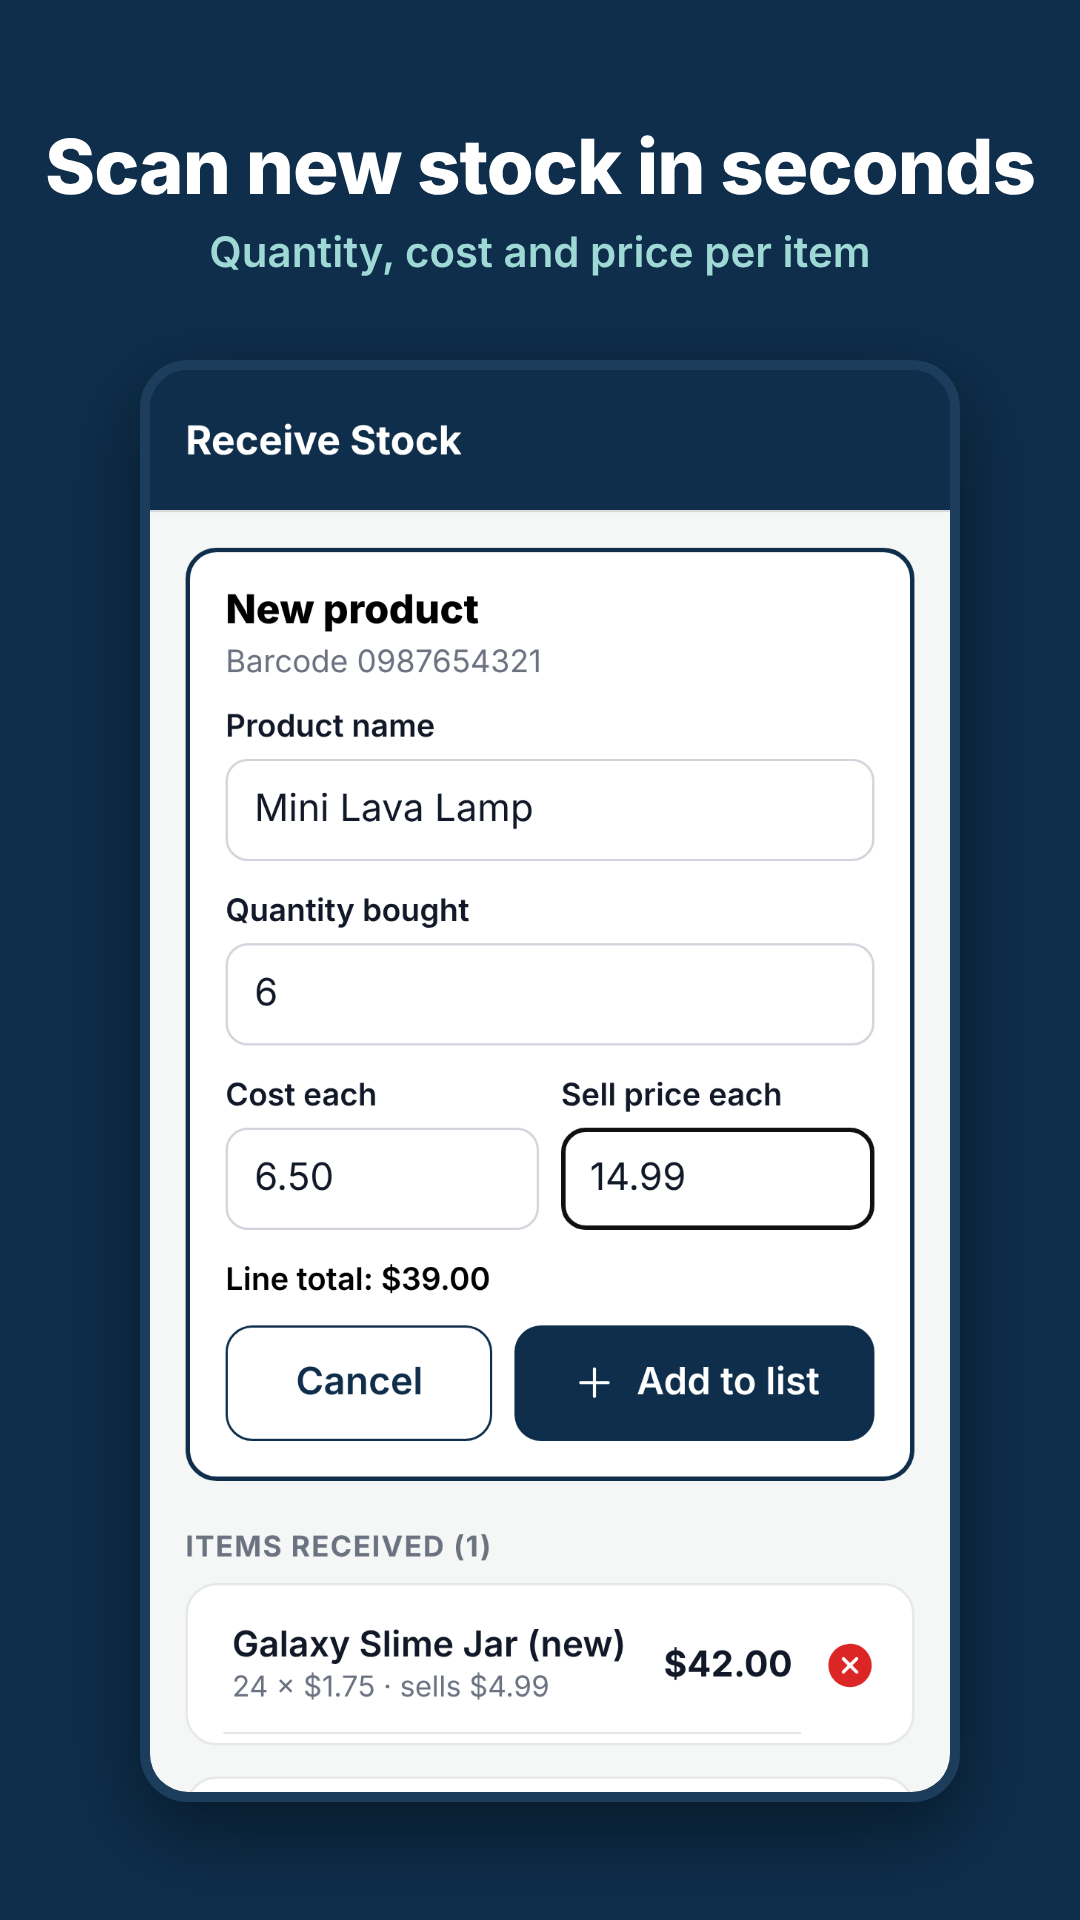 Scan new stock in seconds
Quantity, cost and price per item
Receive Stock
New product
Barcode 0987654321
Product name
Mini Lava Lamp
Quantity bought
6
Cost each
Sell price each
6.50
14.99
Line total: $39.00
Cancel
+ Add to list
ITEMS RECEIVED (1)
Galaxy Slime Jar (new)
$42.00
24 × $1.75 · sells $4.99